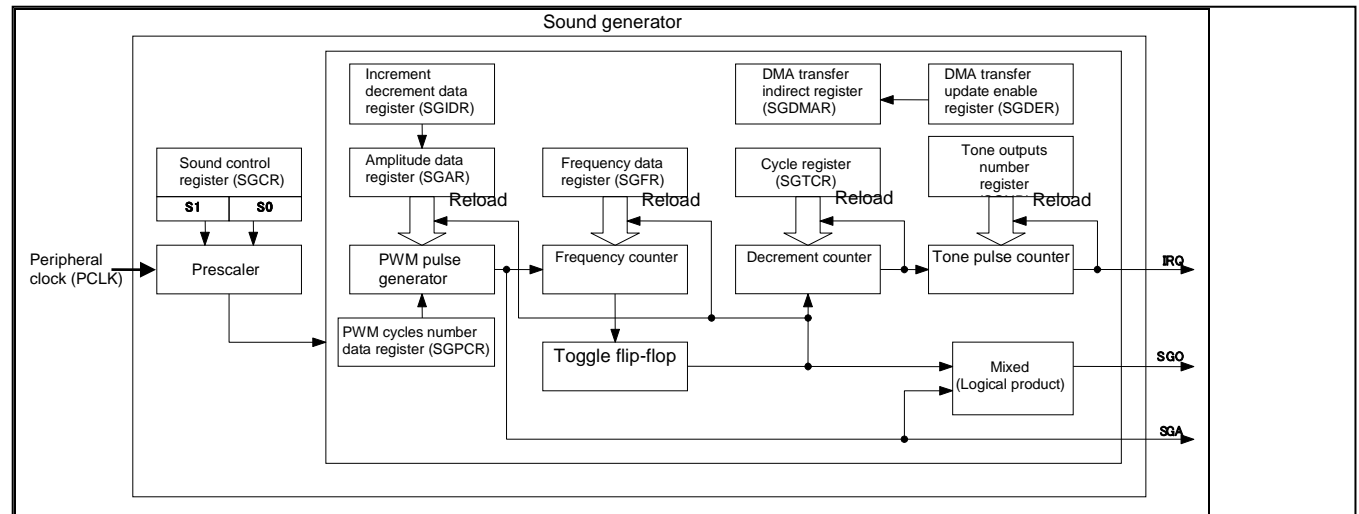 Sound generator
Increment
decrement data
register (SGIDR)
DMA transfer
indirect register
(SGDMAR)
DMA transfer
update enable
register (SGDER)
Sound control
register (SGCR)
S1 S0
Amplitude data
register (SGAR)
Reload
Frequency data
register (SGFR)
Reload
Cycle register
(SGTCR)
Reload
Tone outputs
number
register
Reload
Peripheral
clock (PCLK)
Prescaler
PWM pulse
generator
Frequency counter
Decrement counter
Tone pulse counter
IRQ
PWM cycles number
data register (SGPCR)
Toggle flip-flop
Mixed
(Logical product)
SGO
SGA